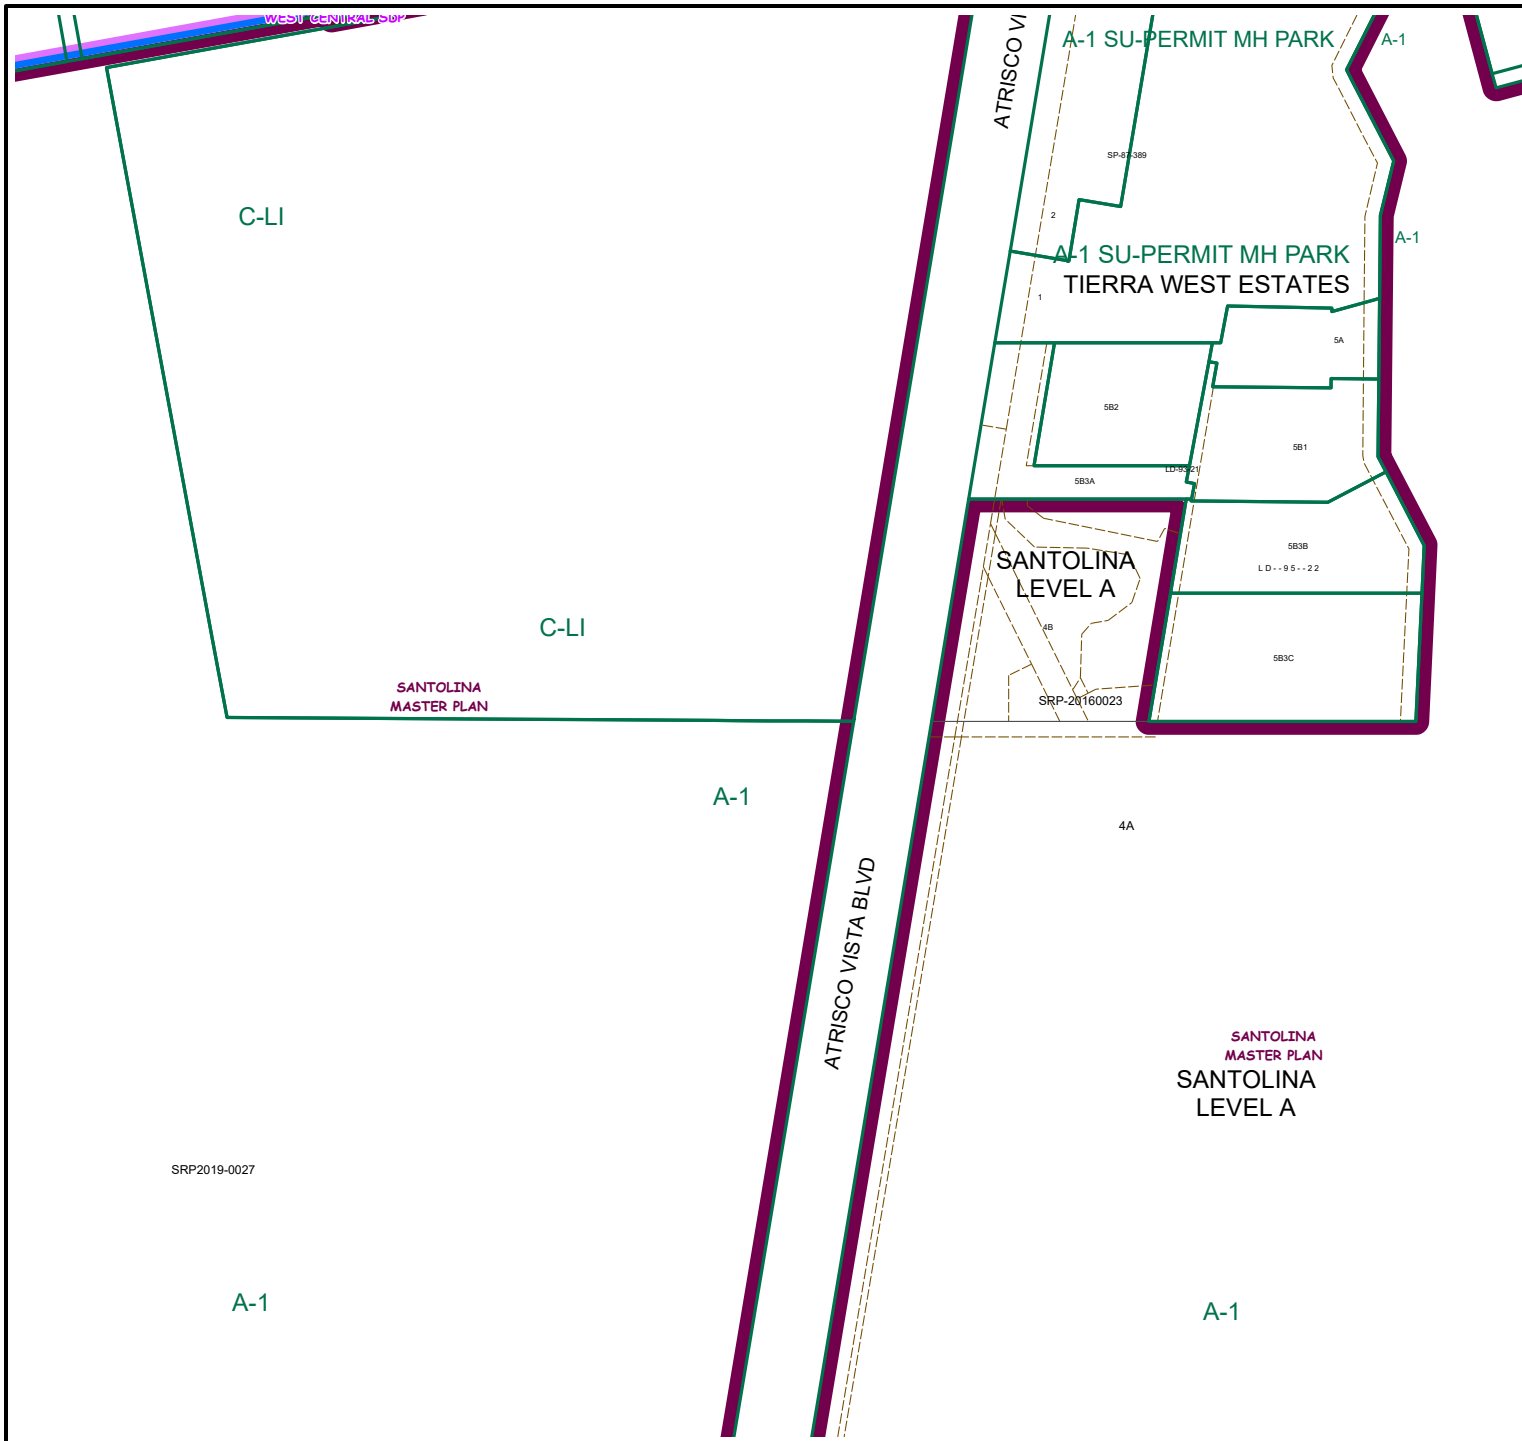 WEST CENTRAL SDP
ATRISCO VI
A-1 SU-PERMIT MH PARK
A-1
SP-87-389
C-LI
2
A-1
A-1 SU-PERMIT MH PARK
TIERRA WEST ESTATES
1
5A
5B2
5B1
LD-93-21
5B3A
5B3B
LD--95--22
SANTOLINA
LEVEL A
4B
C-LI
5B3C
SANTOLINA
MASTER PLAN
SRP-20160023
A-1
4A
ATRISCO VISTA BLVD
SANTOLINA
MASTER PLAN
SANTOLINA
LEVEL A
SRP2019-0027
A-1
A-1